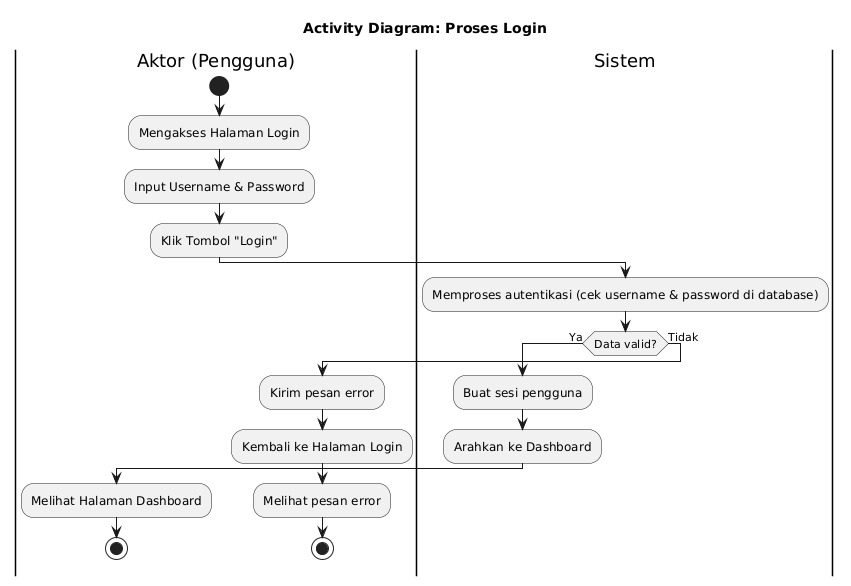 Activity Diagram: Proses Login
Aktor (Pengguna)
Sistem
Mengakses Halaman Login
Input Username & Password
Klik Tombol "Login"
Memproses autentikasi (cek username & password di database)
Ya
Data valid?
Tidak
Kirim pesan error
Buat sesi pengguna
Kembali ke Halaman Login
Arahkan ke Dashboard
Melihat Halaman Dashboard
Melihat pesan error